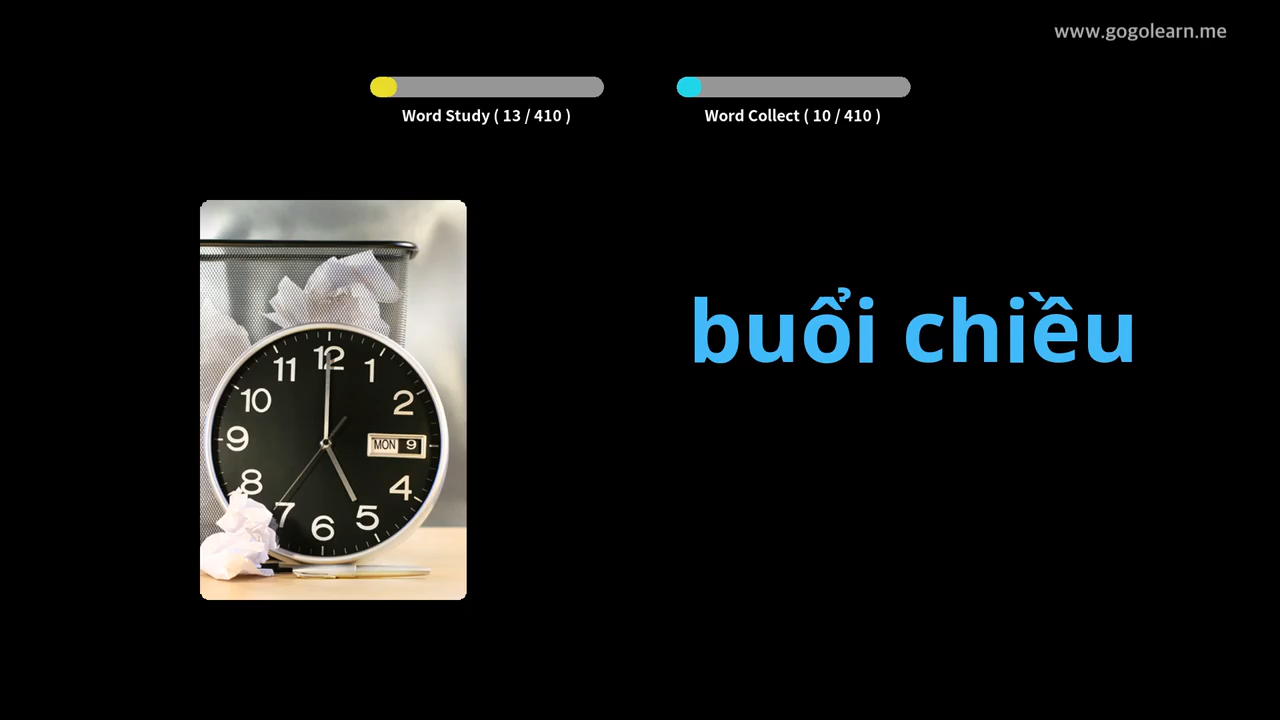 www.gogolearn.me
Word Study ( 13 / 410 )
Word Collect ( 10 / 410 )
buổi chiều
12
11
1
10
2
9
MON 9
8
4
7
5
6